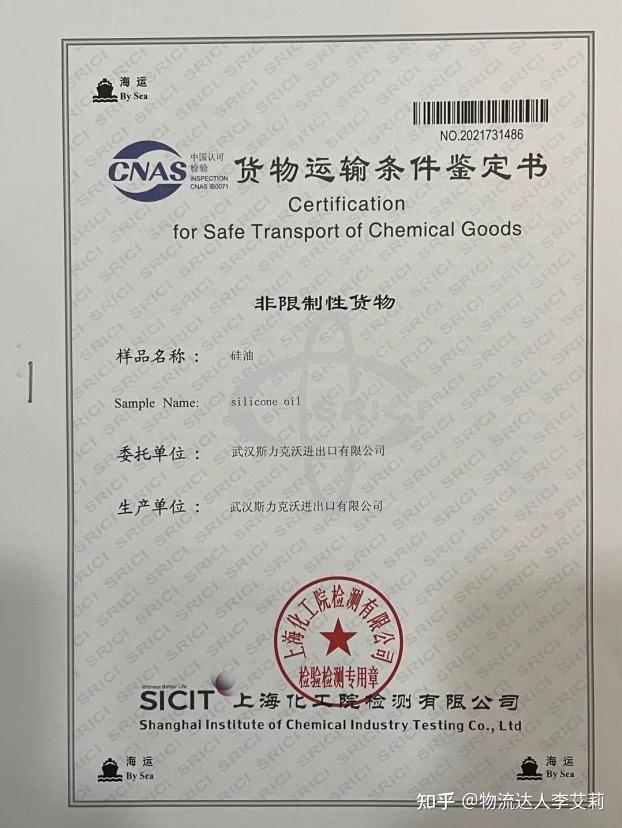 海运
By Sea
NO.2021731486
CNAS
中国认可
检验
INSPECTION
CNAS IB0071
货物运输条件鉴定书
Certification
for Safe Transport of Chemical Goods
非限制性货物
样品名称： 硅油
Sample Name: silicone oil
委托单位： 武汉斯力克沃进出口有限公司
生产单位： 武汉斯力克沃进出口有限公司
上海化工院检测有限公司
检验检测专用章
Witness Better Life
SICIT 上海化工院检测有限公司
Shanghai Institute of Chemical Industry Testing Co., Ltd
海运
By Sea
海运
By Sea
SRICI
知乎 @物流达人李艾莉